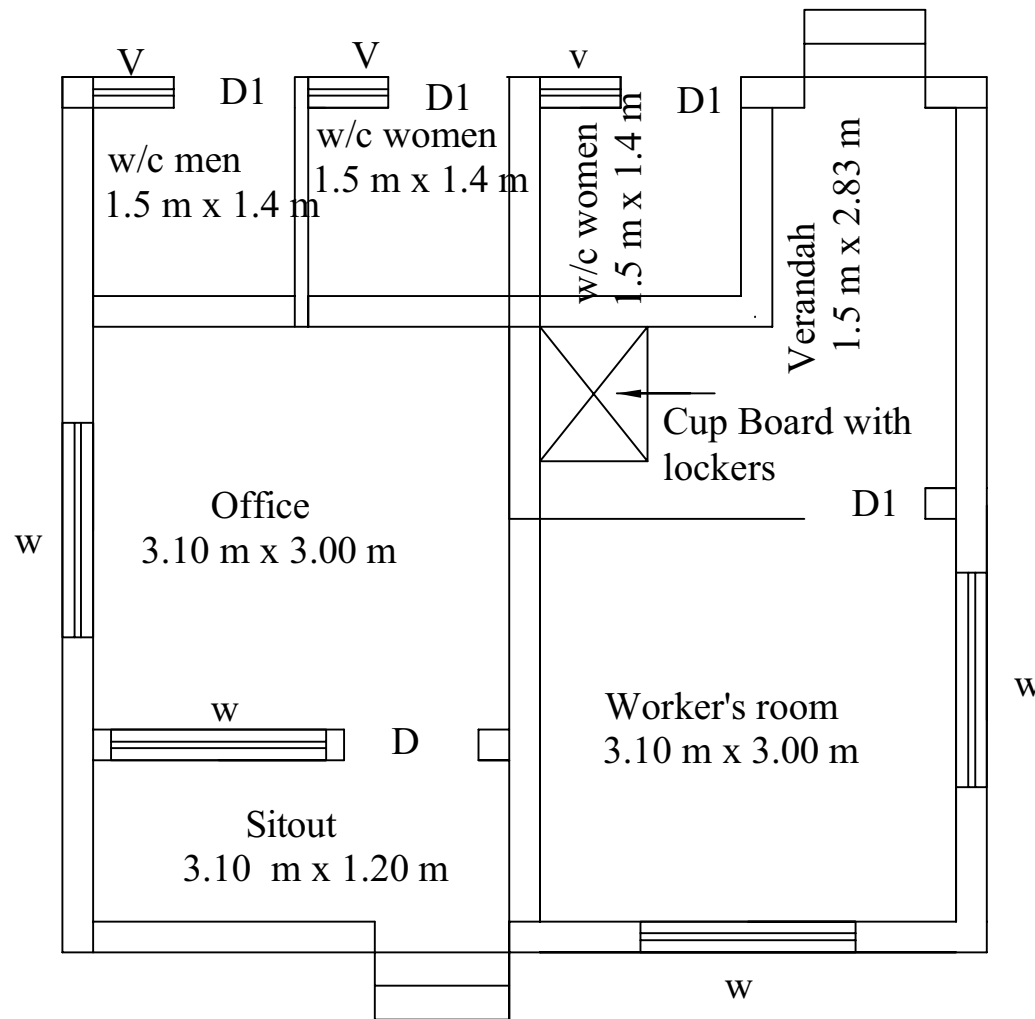 V
V
v
D1
D1
D1
w/c men
1.5 m x 1.4 m
w/c women
1.5 m x 1.4 m
w/c women
1.5 m x 1.4 m
Verandah
1.5 m x 2.83 m
Cup Board with
lockers
Office
3.10 m x 3.00 m
D1
w
w
w
D
Worker's room
3.10 m x 3.00 m
Sitout
3.10 m x 1.20 m
w